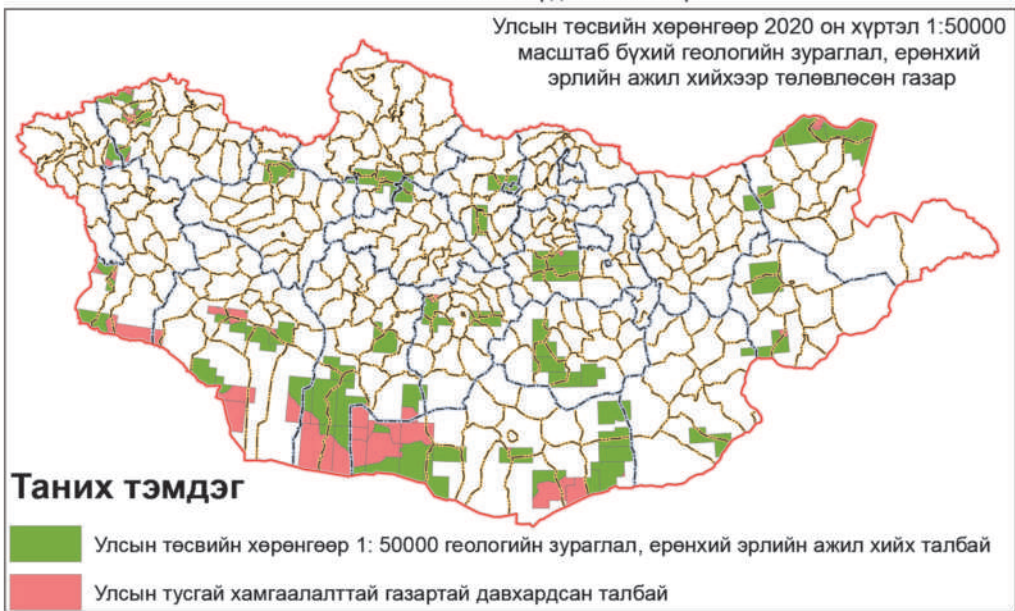 Улсын төсвийн хөрөнгөөр 2020 он хүртэл 1:50000
масштаб бүхий геологийн зураглал, ерөнхий
эрлийн ажил хийхээр төлөвлөсөн газар
Таних тэмдэг
Улсын төсвийн хөрөнгөөр 1: 50000 геологийн зураглал, ерөнхий эрлийн ажил хийх талбай
Улсын тусгай хамгаалалттай газартай давхардсан талбай